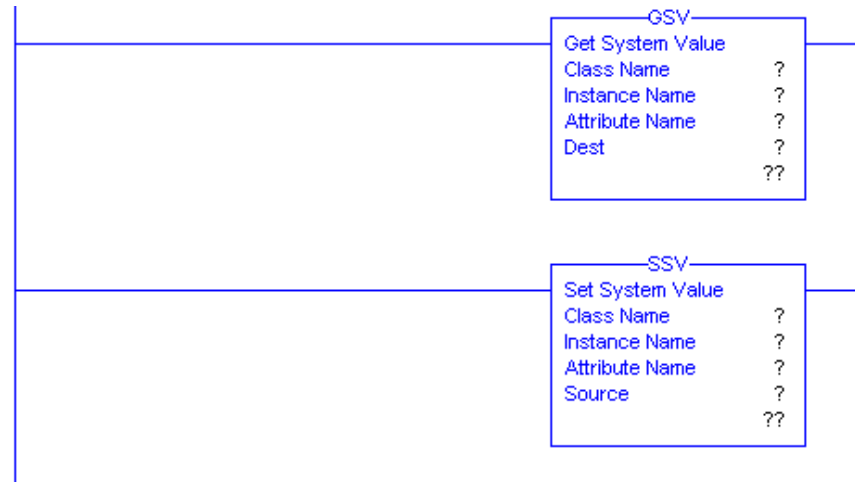 GSV
Get System Value
Class Name ?
Instance Name ?
Attribute Name ?
Dest ?
??
SSV
Set System Value
Class Name ?
Instance Name ?
Attribute Name ?
Source ?
??